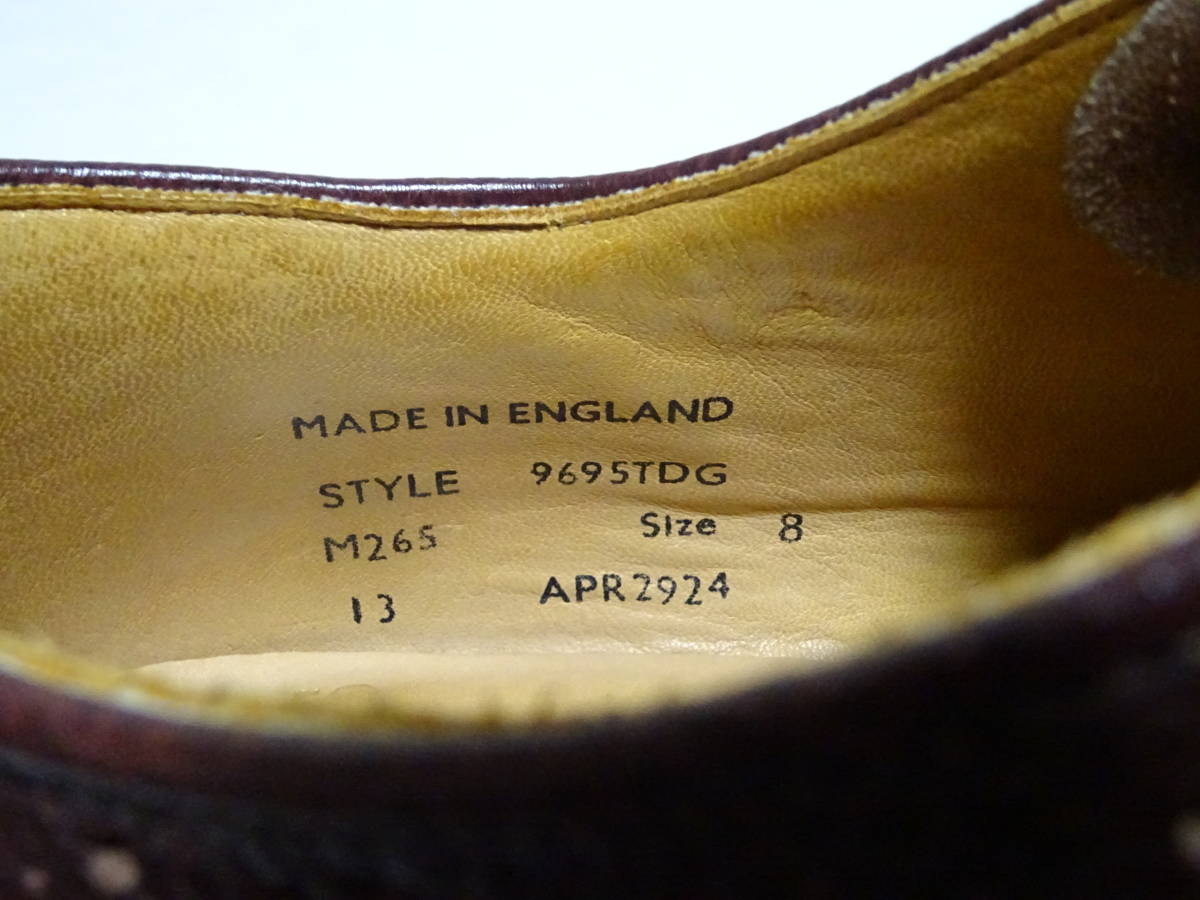 MADE IN ENGLAND
STYLE 9695TDG
M265 Size 8
13 APR2924